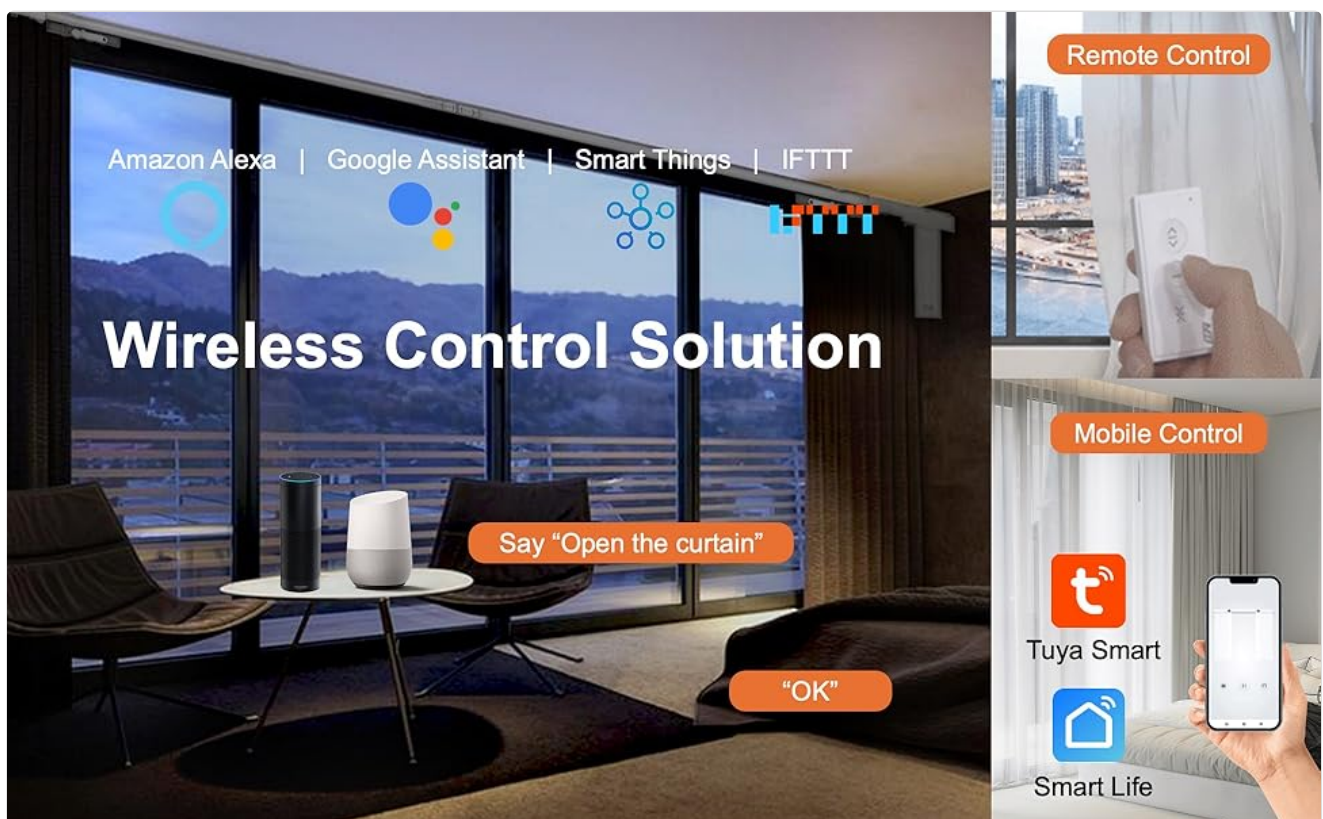 Amazon Alexa | Google Assistant | Smart Things | IFTTT
IFTTT
Wireless Control Solution
Say “Open the curtain”
“OK”
Remote Control
Mobile Control
Tuya Smart
Smart Life